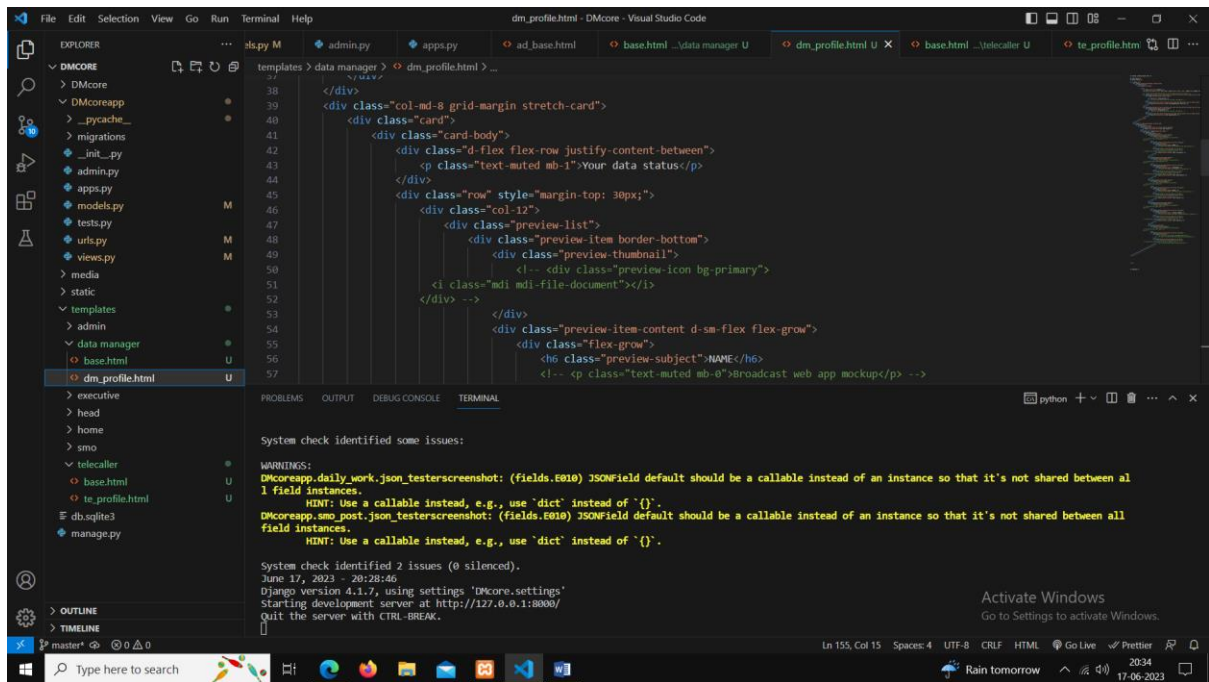 File Edit Selection View Go Run Terminal Help
dm_profile.html - DMcore - Visual Studio Code
EXPLORER
DMCORE
DMcore
DMcoreapp
__pycache__
migrations
__init__.py
admin.py
apps.py
models.py M
tests.py
urls.py M
views.py M
media
static
templates
admin
data manager
base.html U
dm_profile.html U
executive
head
home
smo
telecaller
base.html U
te_profile.html U
db.sqlite3
manage.py
OUTLINE
TIMELINE
els.py M admin.py apps.py ad_base.html base.html ...\data manager U dm_profile.html U base.html ...\telecaller U te_profile.htm
templates > data manager > dm_profile.html > ...
37 </div>
38 </div>
39 <div class="col-md-8 grid-margin stretch-card">
40 <div class="card">
41 <div class="card-body">
42 <div class="d-flex flex-row justify-content-between">
43 <p class="text-muted mb-1">Your data status</p>
44 </div>
45 <div class="row" style="margin-top: 30px;">
46 <div class="col-12">
47 <div class="preview-list">
48 <div class="preview-item border-bottom">
49 <div class="preview-thumbnail">
50 <!-- <div class="preview-icon bg-primary">
51 <i class="mdi mdi-file-document"></i>
52 </div> -->
53 </div>
54 <div class="preview-item-content d-sm-flex flex-grow">
55 <div class="flex-grow">
56 <h6 class="preview-subject">NAME</h6>
57 <!-- <p class="text-muted mb-0">Broadcast web app mockup</p> -->
PROBLEMS OUTPUT DEBUG CONSOLE TERMINAL
python
System check identified some issues:
WARNINGS:
DMcoreapp.daily_work.json_testerscreenshot: (fields.E010) JSONField default should be a callable instead of an instance so that it's not shared between al
l field instances.
HINT: Use a callable instead, e.g., use `dict` instead of `{}`.
DMcoreapp.smo_post.json_testerscreenshot: (fields.E010) JSONField default should be a callable instead of an instance so that it's not shared between all
field instances.
HINT: Use a callable instead, e.g., use `dict` instead of `{}`.
System check identified 2 issues (0 silenced).
June 17, 2023 - 20:28:46
Django version 4.1.7, using settings 'DMcore.settings'
Starting development server at http://127.0.0.1:8000/
Quit the server with CTRL-BREAK.
Activate Windows
Go to Settings to activate Windows.
master* 0 0
Ln 155, Col 15 Spaces: 4 UTF-8 CRLF HTML Go Live Prettier
Type here to search
Rain tomorrow
20:34
17-06-2023